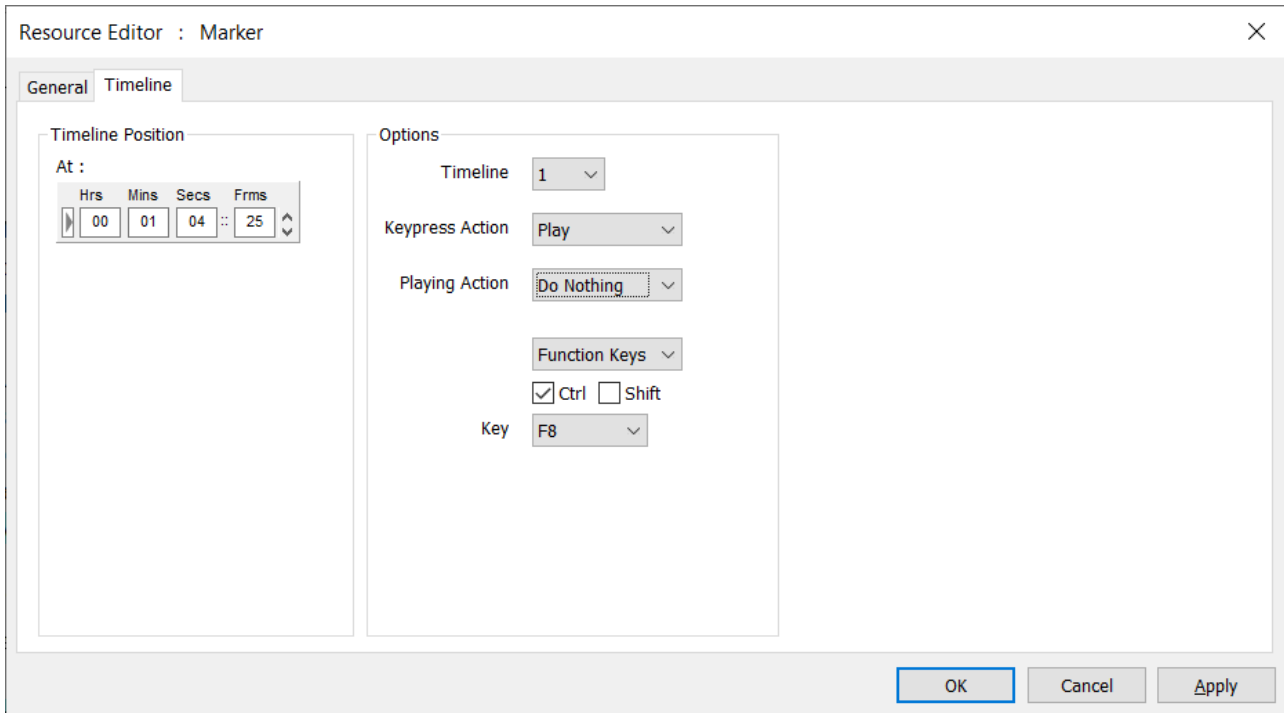 Resource Editor : Marker
General Timeline
Timeline Position
At :
Hrs Mins Secs Frms
00 01 04 :: 25
Options
Timeline 1
Keypress Action Play
Playing Action Do Nothing
Function Keys
Ctrl Shift
Key F8
OK Cancel Apply